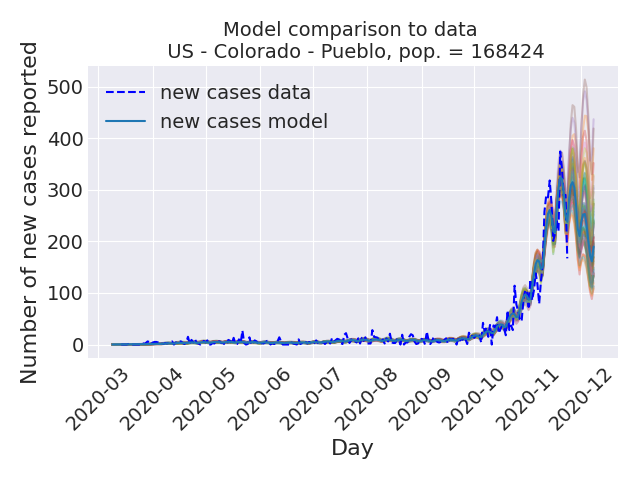 Model comparison to data
US - Colorado - Pueblo, pop. = 168424
Number of new cases reported
500
400
300
200
100
0
new cases data
new cases model
2020-03
2020-04
2020-05
2020-06
2020-07
2020-08
2020-09
2020-10
2020-11
2020-12
Day